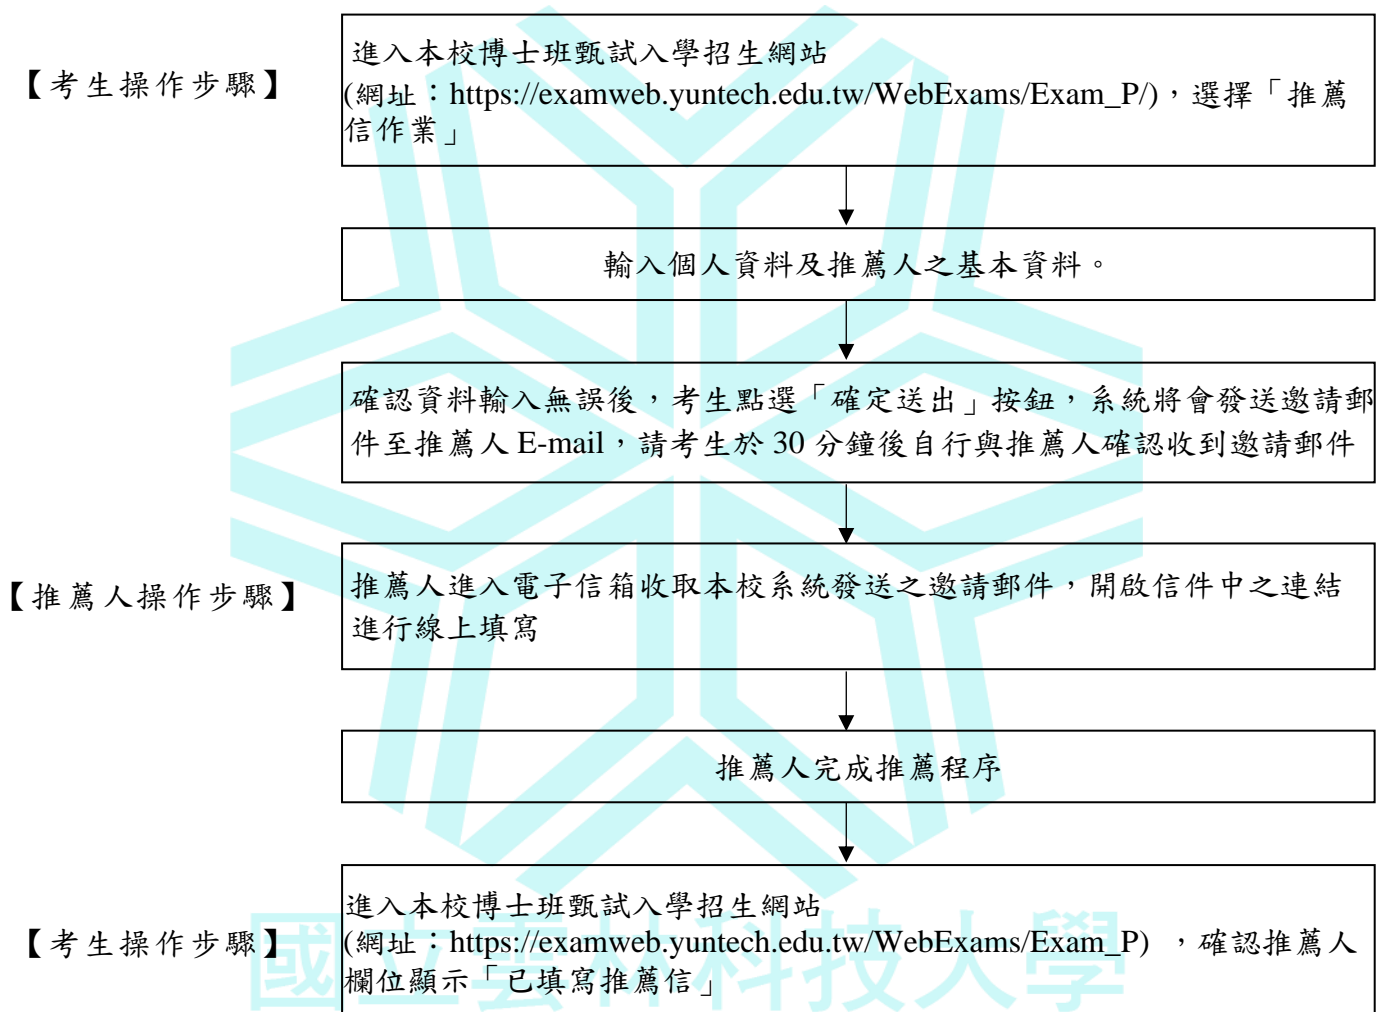 【考生操作步驟】
進入本校博士班甄試入學招生網站
(網址：https://examweb.yuntech.edu.tw/WebExams/Exam_P/)，選擇「推薦
信作業」
輸入個人資料及推薦人之基本資料。
確認資料輸入無誤後，考生點選「確定送出」按鈕，系統將會發送邀請郵
件至推薦人 E-mail，請考生於 30 分鐘後自行與推薦人確認收到邀請郵件
【推薦人操作步驟】
推薦人進入電子信箱收取本校系統發送之邀請郵件，開啟信件中之連結
進行線上填寫
推薦人完成推薦程序
【考生操作步驟】
進入本校博士班甄試入學招生網站
(網址：https://examweb.yuntech.edu.tw/WebExams/Exam_P) ，確認推薦人
欄位顯示「已填寫推薦信」
國立雲林科技大學